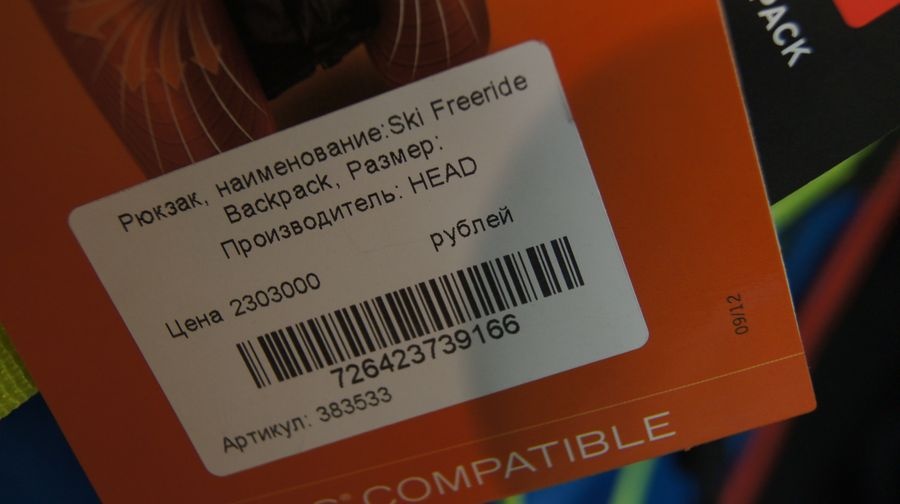 PACK
Рюкзак, наименование:Ski Freeride
Backpack, Размер:
Производитель: HEAD
Цена 2303000 рублей
726423739166
Артикул: 383533
09/12
COMPATIBLE